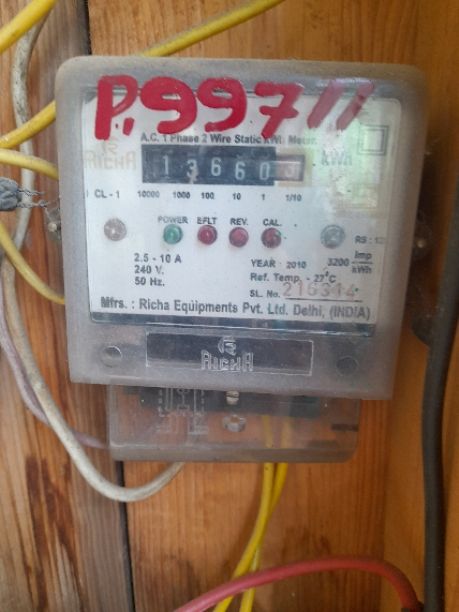 P.99711
A.C. 1 Phase 2 Wire Static kWh Meter
RICHA
13660
kWh
CL - 1
10000 1000 100 10 1 1/10
POWER EFLT REV. CAL.
2.5 - 10 A
240 V.
50 Hz.
YEAR : 2010 3200 Imp/kWh
Ref. Temp. - 27°C
SL. No. 216314
Mfrs. : Richa Equipments Pvt. Ltd. Delhi, (INDIA)
RICHA